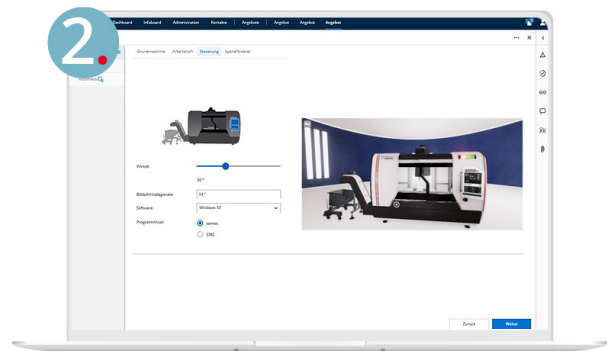 2.
Dashboard Infoboard Administration Kontakte Angebote Angebot Angebot Angebot
Grundmaschine Arbeitstisch Steuerung Späneförderer
Winkel:
30°
Bildschirmdiagonale: 14"
Software: Windows 10
Programmhost:
CMC
Zurück Weiter